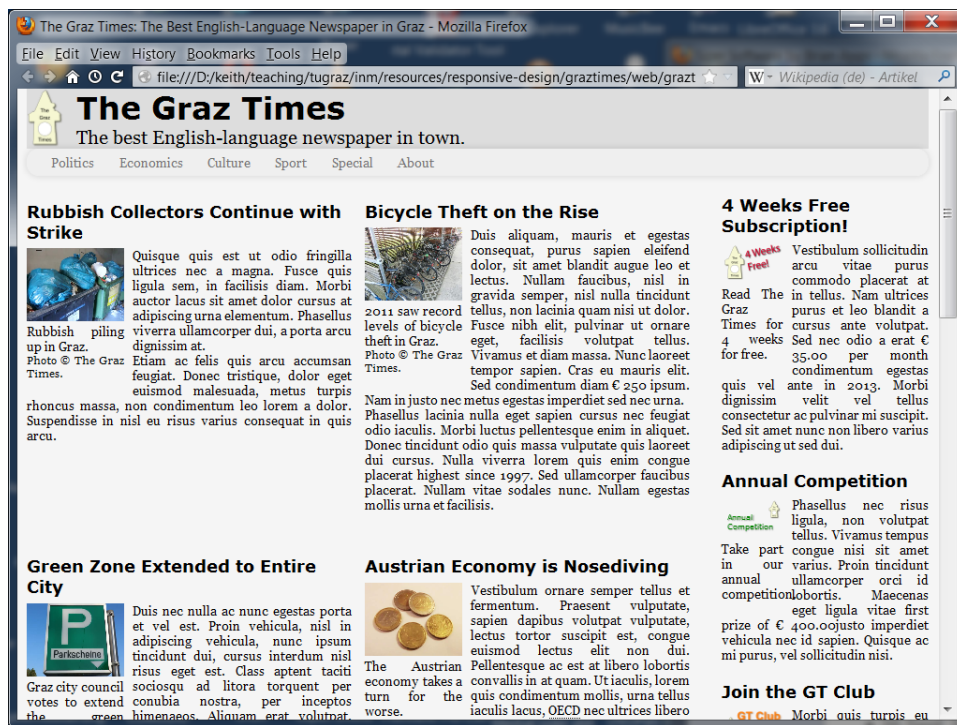 The Graz Times: The Best English-Language Newspaper in Graz - Mozilla Firefox
File Edit View History Bookmarks Tools Help
file:///D:/keith/teaching/tugraz/inm/resources/responsive-design/graztimes/web/grazt
W Wikipedia (de) - Artikel
The Graz Times
The best English-language newspaper in town.
Politics Economics Culture Sport Special About
Rubbish Collectors Continue with
Strike
Rubbish piling
up in Graz.
Photo © The Graz
Times.
Quisque quis est ut odio fringilla
ultrices nec a magna. Fusce quis
ligula sem, in facilisis diam. Morbi
auctor lacus sit amet dolor cursus at
adipiscing urna elementum. Phasellus
viverra ullamcorper dui, a porta arcu
dignissim at.
Etiam ac felis quis arcu accumsan
feugiat. Donec tristique, dolor eget
euismod malesuada, metus turpis
rhoncus massa, non condimentum leo lorem a dolor.
Suspendisse in nisl eu risus varius consequat in quis
arcu.
Bicycle Theft on the Rise
2011 saw record
levels of bicycle
theft in Graz.
Photo © The Graz
Times.
Duis aliquam, mauris et egestas
consequat, purus sapien eleifend
dolor, sit amet blandit augue leo et
lectus. Nullam faucibus, nisl in
gravida semper, nisl nulla tincidunt
tellus, non lacinia quam nisi ut dolor.
Fusce nibh elit, pulvinar ut ornare
eget, facilisis volutpat tellus.
Vivamus et diam massa. Nunc laoreet
tempor sapien. Cras eu mauris elit.
Sed condimentum diam € 250 ipsum.
Nam in justo nec metus egestas imperdiet sed nec urna.
Phasellus lacinia nulla eget sapien cursus nec feugiat
odio iaculis. Morbi luctus pellentesque enim in aliquet.
Donec tincidunt odio quis massa vulputate quis laoreet
dui cursus. Nulla viverra lorem quis enim congue
placerat highest since 1997. Sed ullamcorper faucibus
placerat. Nullam vitae sodales nunc. Nullam egestas
mollis urna et facilisis.
4 Weeks Free
Subscription!
4 Weeks
Free!
Read The
Graz
Times for
4 weeks
for free.
Vestibulum sollicitudin
arcu vitae purus
commodo placerat at
in tellus. Nam ultrices
purus et leo blandit a
cursus ante volutpat.
Sed nec odio a erat €
35.00 per month
condimentum egestas
quis vel ante in 2013. Morbi
dignissim velit vel tellus
consectetur ac pulvinar mi suscipit.
Sed sit amet nunc non libero varius
adipiscing ut sed dui.
Annual Competition
Annual
Competition
Take part
in our
annual
competition.
Phasellus nec risus
ligula, non volutpat
tellus. Vivamus tempus
congue nisi sit amet
varius. Proin tincidunt
ullamcorper orci id
lobortis. Maecenas
eget ligula vitae first
prize of € 400.00justo imperdiet
vehicula nec id sapien. Quisque ac
mi purus, vel sollicitudin nisi.
Green Zone Extended to Entire
City
P
Parkscheine
Graz city council
votes to extend
the green
Duis nec nulla ac nunc egestas porta
et vel est. Proin vehicula, nisl in
adipiscing vehicula, nunc ipsum
tincidunt dui, cursus interdum nisl
risus eget est. Class aptent taciti
sociosqu ad litora torquent per
conubia nostra, per inceptos
himenaeos. Aliquam erat volutpat.
Austrian Economy is Nosediving
The Austrian
economy takes a
turn for the
worse.
Vestibulum ornare semper tellus et
fermentum. Praesent vulputate,
sapien dapibus volutpat vulputate,
lectus tortor suscipit est, congue
euismod lectus elit non dui.
Pellentesque ac est at libero lobortis
convallis in at quam. Ut iaculis, lorem
quis condimentum mollis, urna tellus
iaculis lacus, OECD nec ultrices libero
Join the GT Club
GT Club
Morbi quis turpis eu